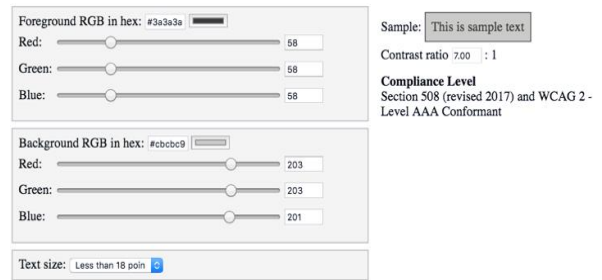 Foreground RGB in hex: #3a3a3a
Red: 58
Green: 58
Blue: 58
Background RGB in hex: #cbcbc9
Red: 203
Green: 203
Blue: 201
Text size: Less than 18 poin
Sample: This is sample text
Contrast ratio 7.00 : 1
Compliance Level
Section 508 (revised 2017) and WCAG 2 -
Level AAA Conformant